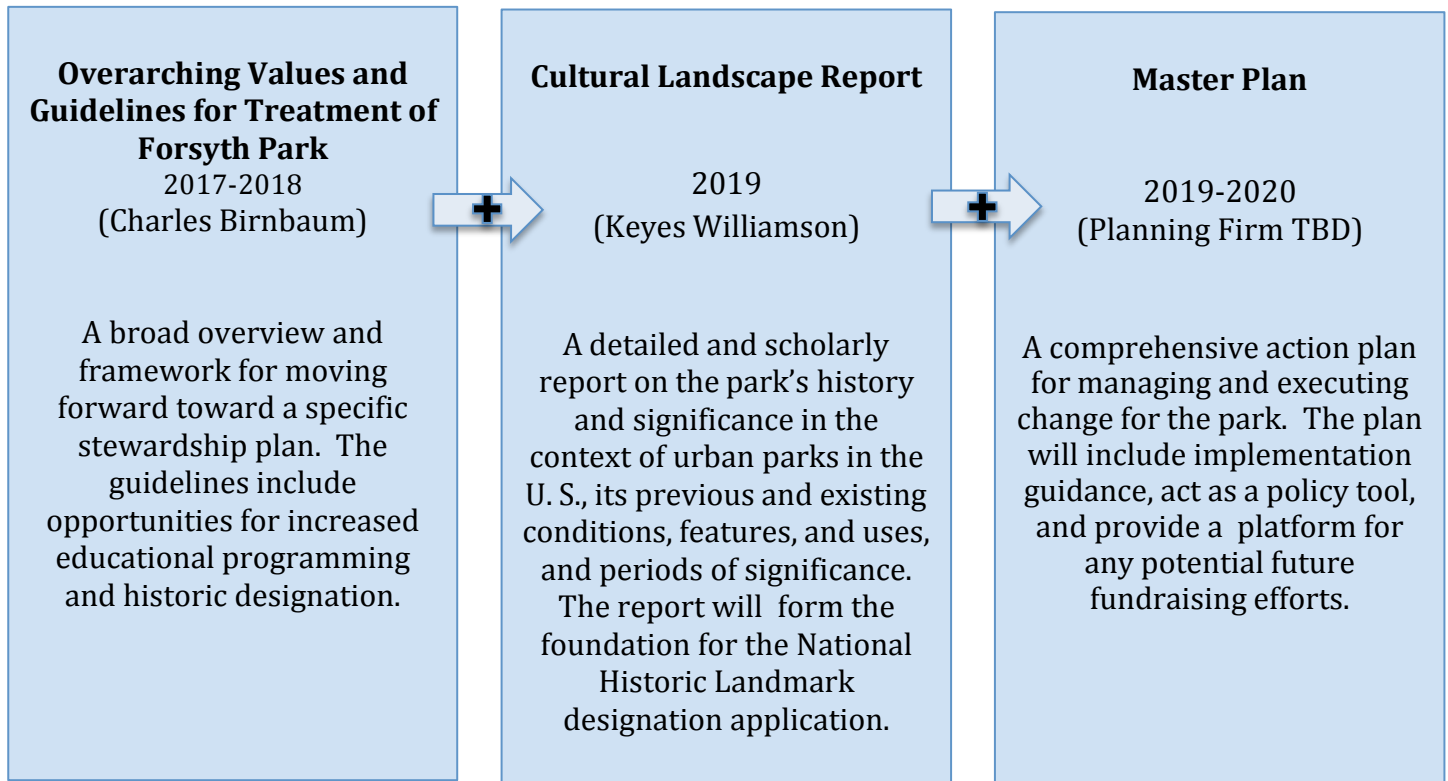 Overarching Values and
Guidelines for Treatment of
Forsyth Park
2017-2018
(Charles Birnbaum)
A broad overview and
framework for moving
forward toward a specific
stewardship plan. The
guidelines include
opportunities for increased
educational programming
and historic designation.
+
Cultural Landscape Report
2019
(Keyes Williamson)
A detailed and scholarly
report on the park’s history
and significance in the
context of urban parks in the
U. S., its previous and existing
conditions, features, and uses,
and periods of significance.
The report will form the
foundation for the National
Historic Landmark
designation application.
+
Master Plan
2019-2020
(Planning Firm TBD)
A comprehensive action plan
for managing and executing
change for the park. The plan
will include implementation
guidance, act as a policy tool,
and provide a platform for
any potential future
fundraising efforts.